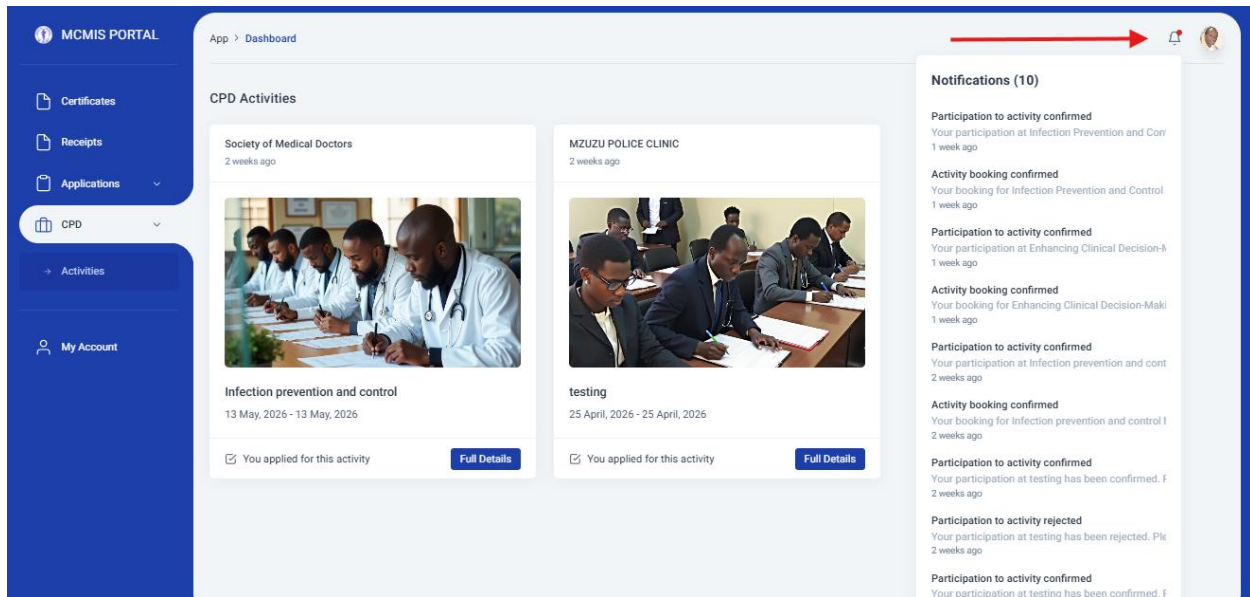 MCMIS PORTAL
Certificates
Receipts
Applications
CPD
Activities
My Account
App > Dashboard
CPD Activities
Society of Medical Doctors
2 weeks ago
Infection prevention and control
13 May, 2026 - 13 May, 2026
You applied for this activity
Full Details
MZUZU POLICE CLINIC
2 weeks ago
testing
25 April, 2026 - 25 April, 2026
You applied for this activity
Full Details
Notifications (10)
Participation to activity confirmed
Your participation at Infection Prevention and Con
1 week ago
Activity booking confirmed
Your booking for Infection Prevention and Control
1 week ago
Participation to activity confirmed
Your participation at Enhancing Clinical Decision-
1 week ago
Activity booking confirmed
Your booking for Enhancing Clinical Decision-Maki
1 week ago
Participation to activity confirmed
Your participation at Infection prevention and cont
2 weeks ago
Activity booking confirmed
Your booking for Infection prevention and control
2 weeks ago
Participation to activity confirmed
Your participation at testing has been confirmed.
2 weeks ago
Participation to activity rejected
Your participation at testing has been rejected. Ple
2 weeks ago
Participation to activity confirmed
Your participation at testing has been confirmed.